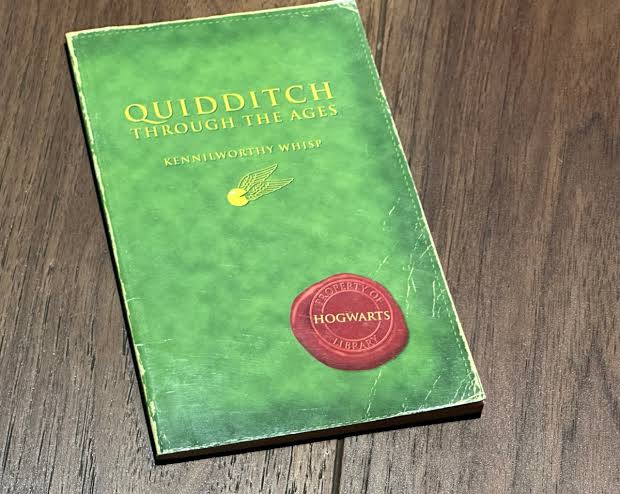 QUIDDITCH
THROUGH THE AGES
KENNILWORTHY WHISP
PROPERTY OF
HOGWARTS
LIBRARY